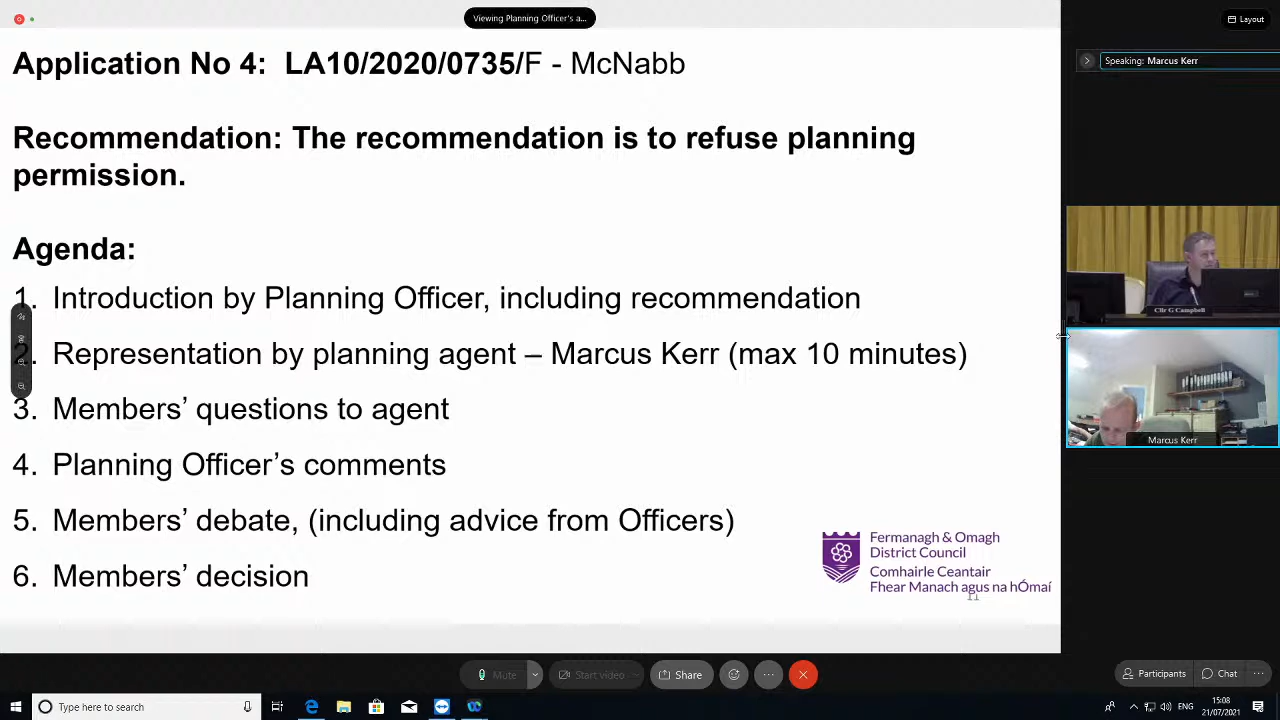 Viewing Planning Officer's a...
Layout
Application No 4: LA10/2020/0735/F - McNabb
Speaking: Marcus Kerr
Recommendation: The recommendation is to refuse planning
permission.
Agenda:
1. Introduction by Planning Officer, including recommendation
Cllr G Campbell
2. Representation by planning agent – Marcus Kerr (max 10 minutes)
3. Members' questions to agent
Marcus Kerr
4. Planning Officer's comments
5. Members' debate, (including advice from Officers)
6. Members' decision
Fermanagh & Omagh
District Council
Comhairle Ceantair
Fhear Manach agus na hÓmaí
11
Mute
Start video
Share
Participants
Chat
Type here to search
ENG
15:08
21/07/2021